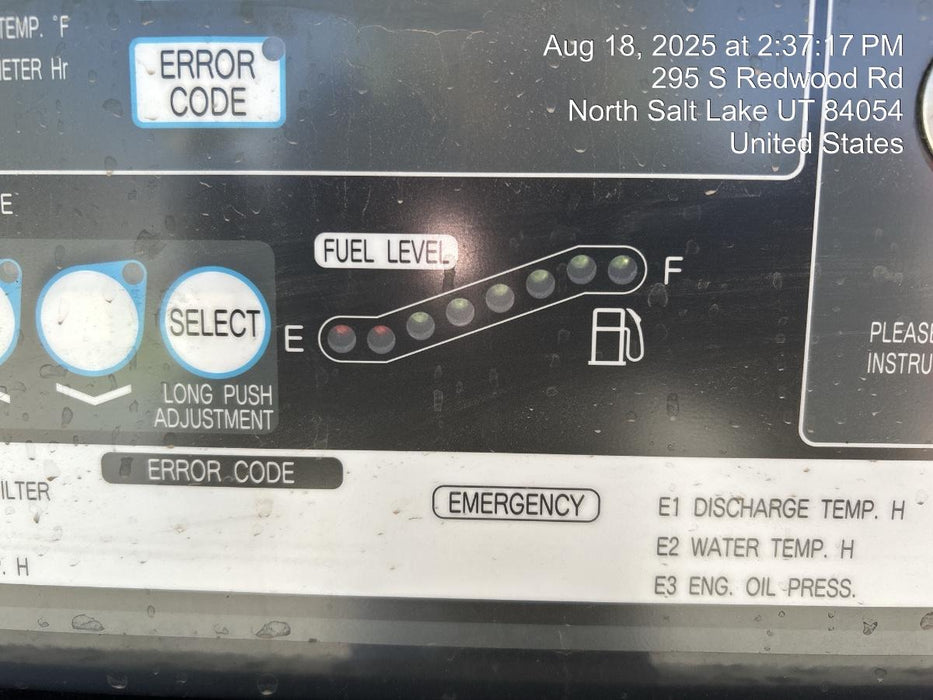 TEMP. °F
METER Hr
ERROR
CODE
Aug 18, 2025 at 2:37:17 PM
295 S Redwood Rd
North Salt Lake UT 84054
United States
E
FUEL LEVEL
E
F
SELECT
LONG PUSH
ADJUSTMENT
PLEASE
INSTRU
ERROR CODE
ILTER
EMERGENCY
E1 DISCHARGE TEMP. H
E2 WATER TEMP. H
E3 ENG. OIL PRESS.
. H